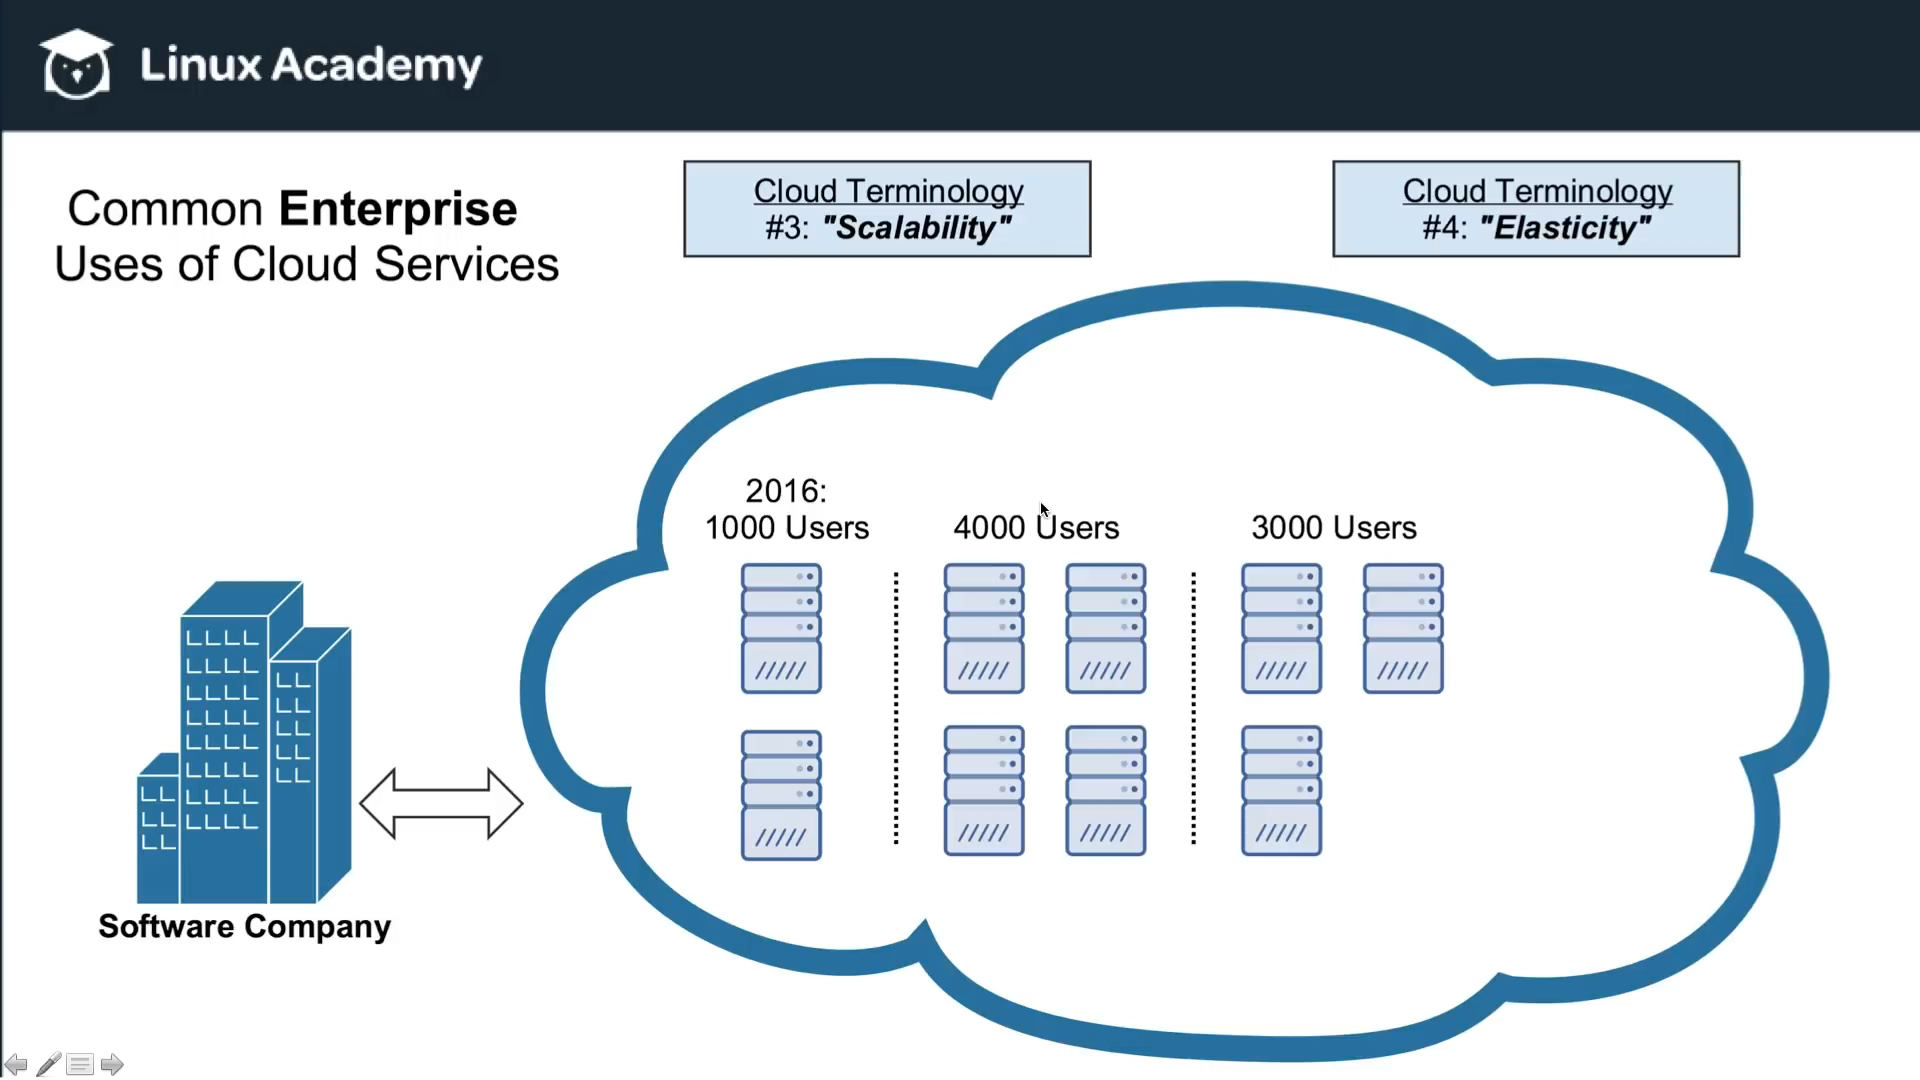 Linux Academy
Common Enterprise
Uses of Cloud Services
Cloud Terminology
#3: "Scalability"
Cloud Terminology
#4: "Elasticity"
2016:
1000 Users
4000 Users
3000 Users
Software Company